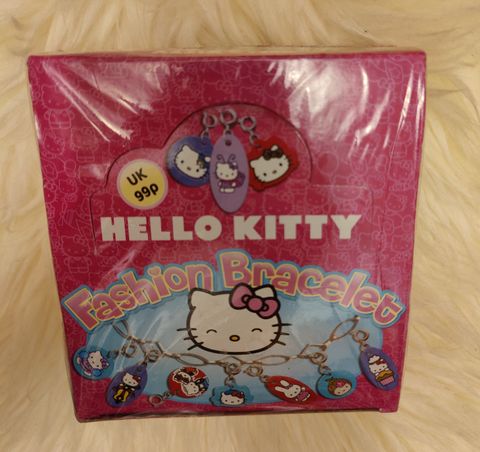 UK
99p
HELLO KITTY
Fashion Bracelet